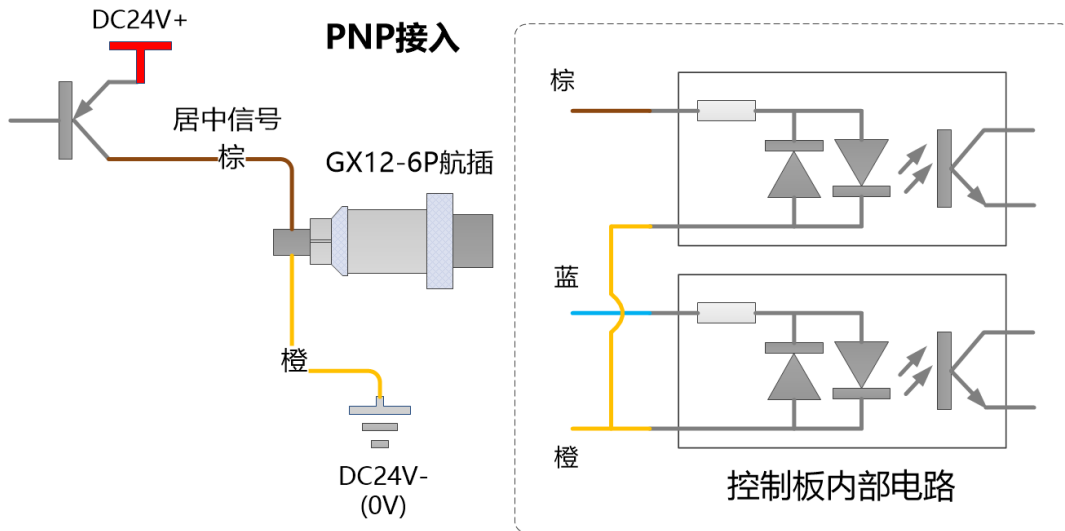 DC24V+
PNP接入
居中信号
棕
GX12-6P航插
橙
DC24V-
(0V)
棕
蓝
橙
控制板内部电路